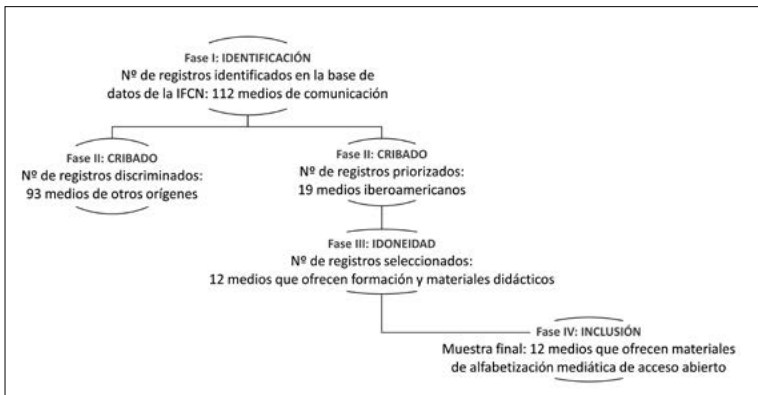 Fase I: IDENTIFICACIÓN
Nº de registros identificados en la base de
datos de la IFCN: 112 medios de comunicación
Fase II: CRIBADO
Nº de registros discriminados:
93 medios de otros orígenes
Fase II: CRIBADO
Nº de registros priorizados:
19 medios iberoamericanos
Fase III: IDONEIDAD
Nº de registros seleccionados:
12 medios que ofrecen formación y materiales didácticos
Fase IV: INCLUSIÓN
Muestra final: 12 medios que ofrecen materiales
de alfabetización mediática de acceso abierto